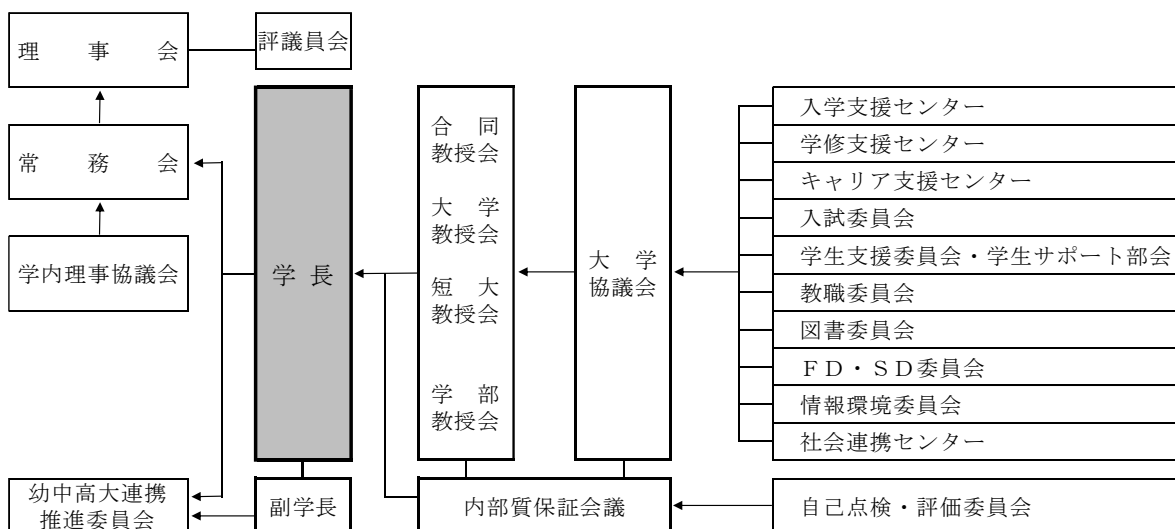 理事会
評議員会
常務会
学内理事協議会
学長
合同
教授会
大学
教授会
短大
教授会
学部
教授会
大学
協議会
入学支援センター
学修支援センター
キャリア支援センター
入試委員会
学生支援委員会・学生サポート部会
教職委員会
図書委員会
ＦＤ・ＳＤ委員会
情報環境委員会
社会連携センター
幼中高大連携
推進委員会
副学長
内部質保証会議
自己点検・評価委員会